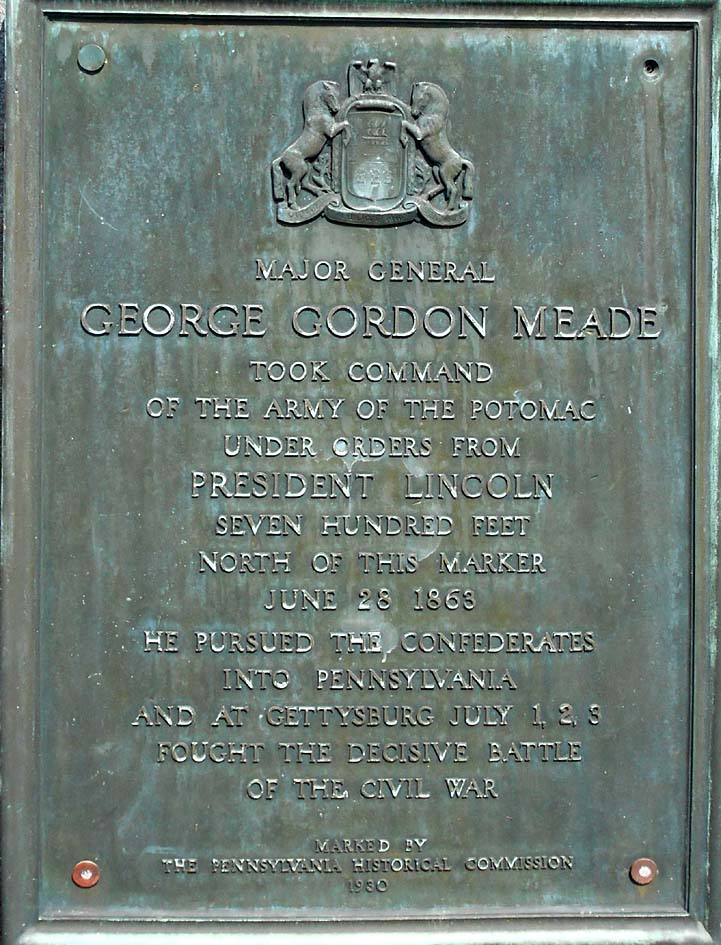 MAJOR GENERAL
GEORGE GORDON MEADE
TOOK COMMAND
OF THE ARMY OF THE POTOMAC
UNDER ORDERS FROM
PRESIDENT LINCOLN
SEVEN HUNDRED FEET
NORTH OF THIS MARKER
JUNE 28 1863
HE PURSUED THE CONFEDERATES
INTO PENNSYLVANIA
AND AT GETTYSBURG JULY 1, 2, 3
FOUGHT THE DECISIVE BATTLE
OF THE CIVIL WAR
MARKED BY
THE PENNSYLVANIA HISTORICAL COMMISSION
1930